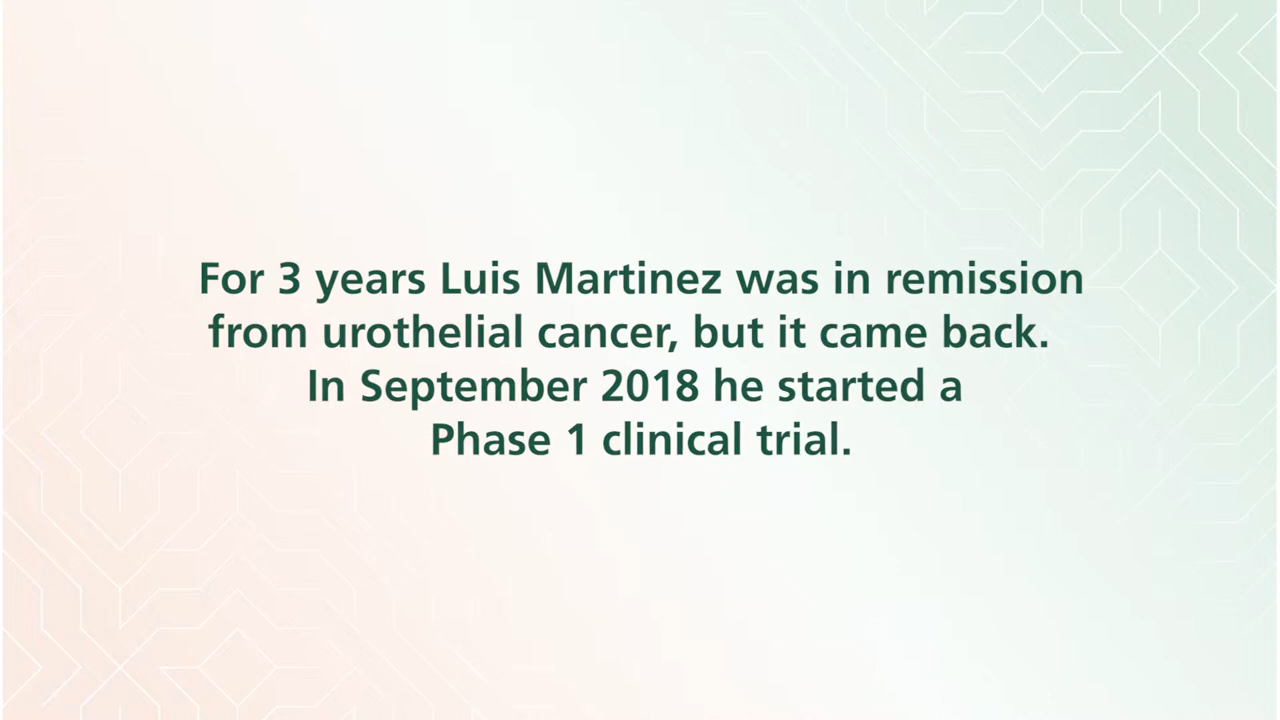 For 3 years Luis Martinez was in remission
from urothelial cancer, but it came back.
In September 2018 he started a
Phase 1 clinical trial.